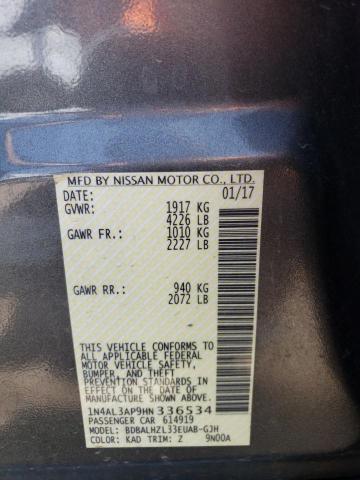 MFD BY NISSAN MOTOR CO., LTD.
DATE: 01/17
GVWR: 1917 KG
4226 LB
GAWR FR.: 1010 KG
2227 LB
GAWR RR.: 940 KG
2072 LB
THIS VEHICLE CONFORMS TO
ALL APPLICABLE FEDERAL
MOTOR VEHICLE SAFETY,
BUMPER, AND THEFT
PREVENTION STANDARDS IN
EFFECT ON THE DATE OF
MANUFACTURE SHOWN ABOVE.
1N4AL3AP9HN336534
PASSENGER CAR 614919
MODEL: BDBALHZL33EUA8-GJH
COLOR: KAD TRIM: Z 9N00A